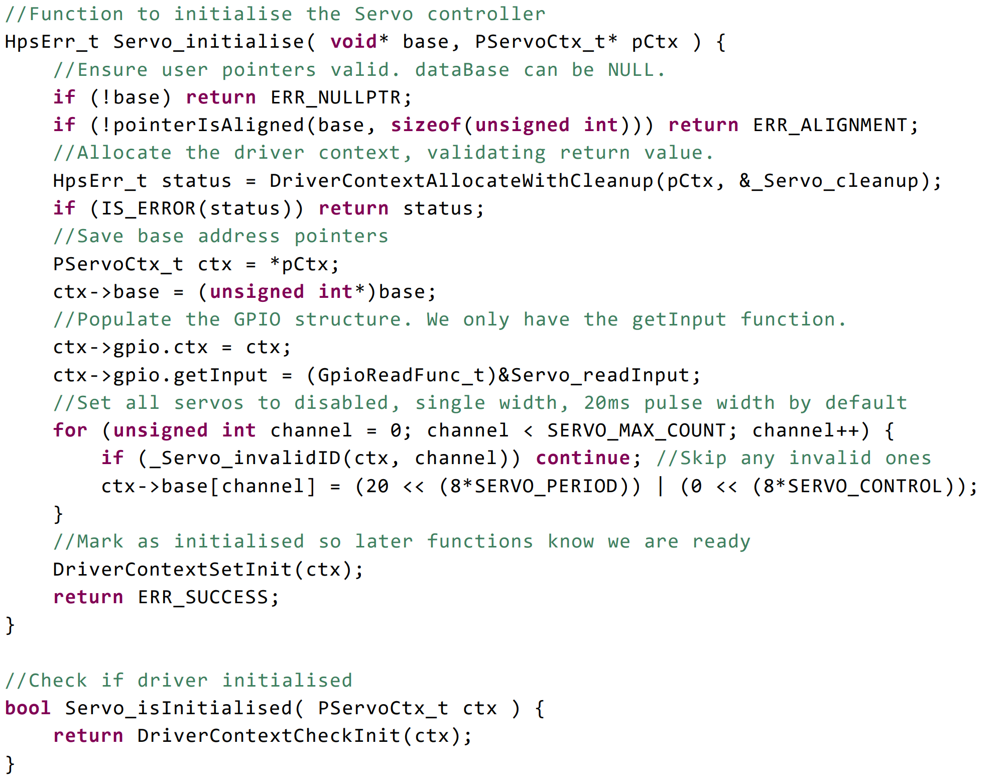 //Function to initialise the Servo controller
HpsErr_t Servo_initialise( void* base, PServoCtx_t* pCtx ) {
    //Ensure user pointers valid. dataBase can be NULL.
    if (!base) return ERR_NULLPTR;
    if (!pointerIsAligned(base, sizeof(unsigned int))) return ERR_ALIGNMENT;
    //Allocate the driver context, validating return value.
    HpsErr_t status = DriverContextAllocateWithCleanup(pCtx, &_Servo_cleanup);
    if (IS_ERROR(status)) return status;
    //Save base address pointers
    PServoCtx_t ctx = *pCtx;
    ctx->base = (unsigned int*)base;
    //Populate the GPIO structure. We only have the getInput function.
    ctx->gpio.ctx = ctx;
    ctx->gpio.getInput = (GpioReadFunc_t)&Servo_readInput;
    //Set all servos to disabled, single width, 20ms pulse width by default
    for (unsigned int channel = 0; channel < SERVO_MAX_COUNT; channel++) {
        if (_Servo_invalidID(ctx, channel)) continue; //Skip any invalid ones
        ctx->base[channel] = (20 << (8*SERVO_PERIOD)) | (0 << (8*SERVO_CONTROL));
    }
    //Mark as initialised so later functions know we are ready
    DriverContextSetInit(ctx);
    return ERR_SUCCESS;
}

//Check if driver initialised
bool Servo_isInitialised( PServoCtx_t ctx ) {
    return DriverContextCheckInit(ctx);
}